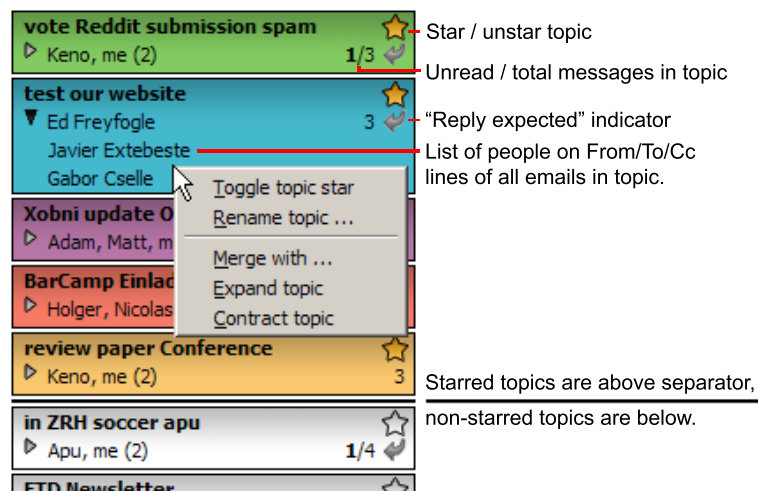 vote Reddit submission spam
Keno, me (2) 1/3
Star / unstar topic
Unread / total messages in topic
test our website
Ed Freyfogle 3
“Reply expected” indicator
Javier Extebeste
List of people on From/To/Cc
lines of all emails in topic.
Gabor Cselle
Toggle topic star
Rename topic ...
Merge with ...
Expand topic
Contract topic
Xobni update O
Adam, Matt, m
BarCamp Einlad
Holger, Nicolas
review paper Conference
Keno, me (2) 3
Starred topics are above separator,
non-starred topics are below.
in ZRH soccer apu
Apu, me (2) 1/4
FTD Newsletter